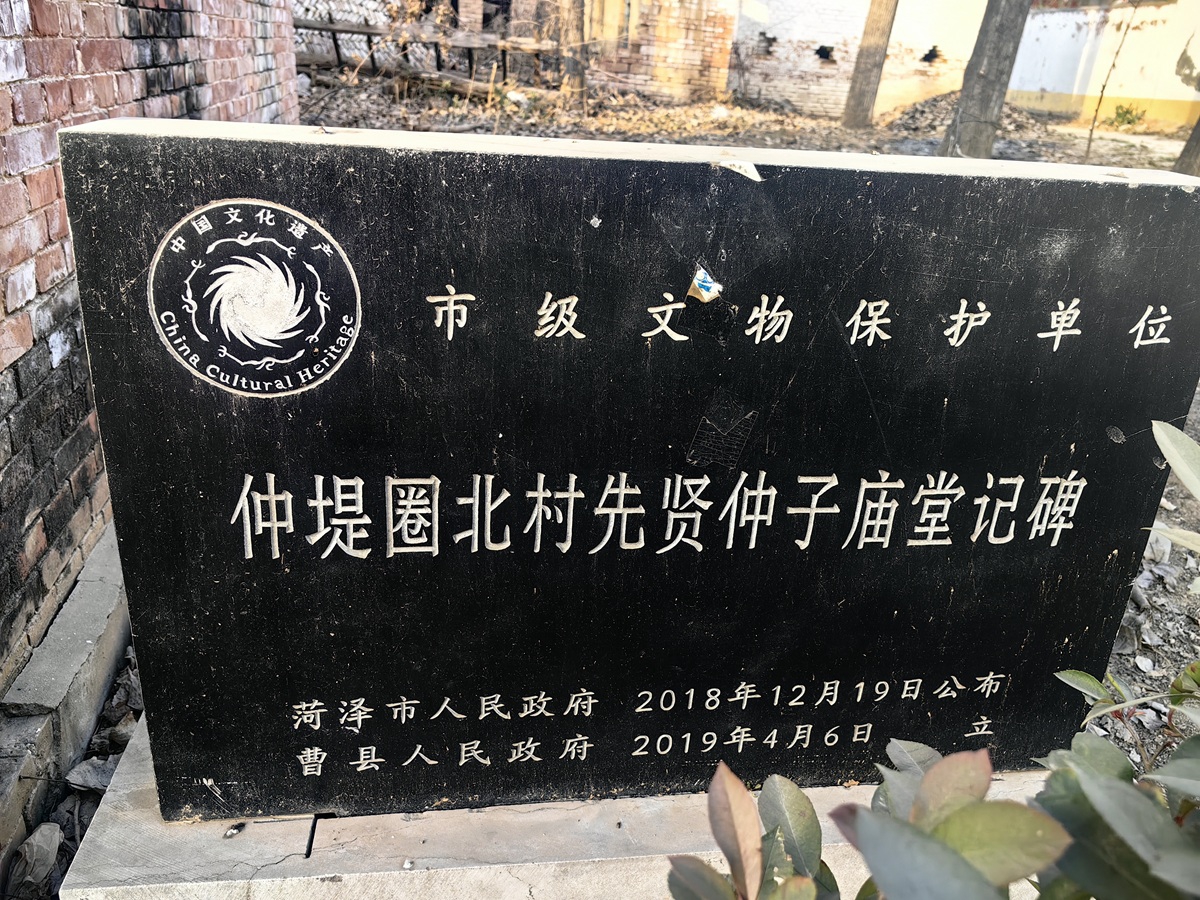 中国文化遗产
China Cultural Heritage
市级文物保护单位
仲堤圈北村先贤仲子庙堂记碑
菏泽市人民政府 2018年12月19日公布
曹县人民政府 2019年4月6日 立